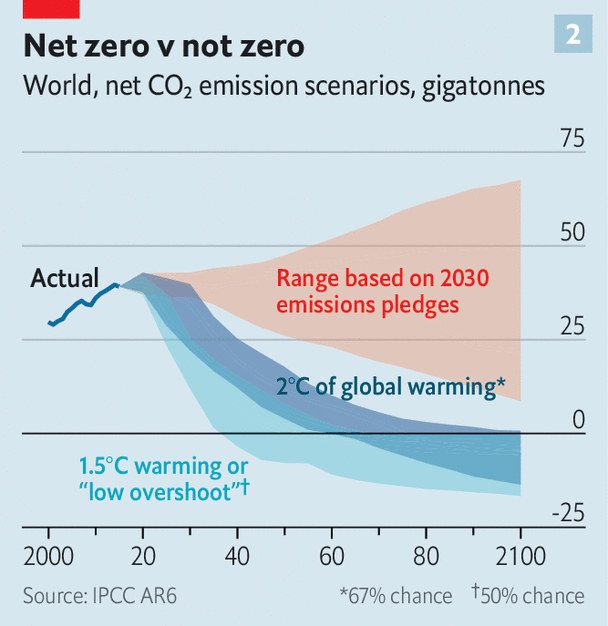 Net zero v not zero
2
World, net CO₂ emission scenarios, gigatonnes
75
50
Actual
Range based on 2030
emissions pledges
25
2°C of global warming*
0
1.5°C warming or
"low overshoot"†
-25
2000 20 40 60 80 2100
Source: IPCC AR6 *67% chance †50% chance